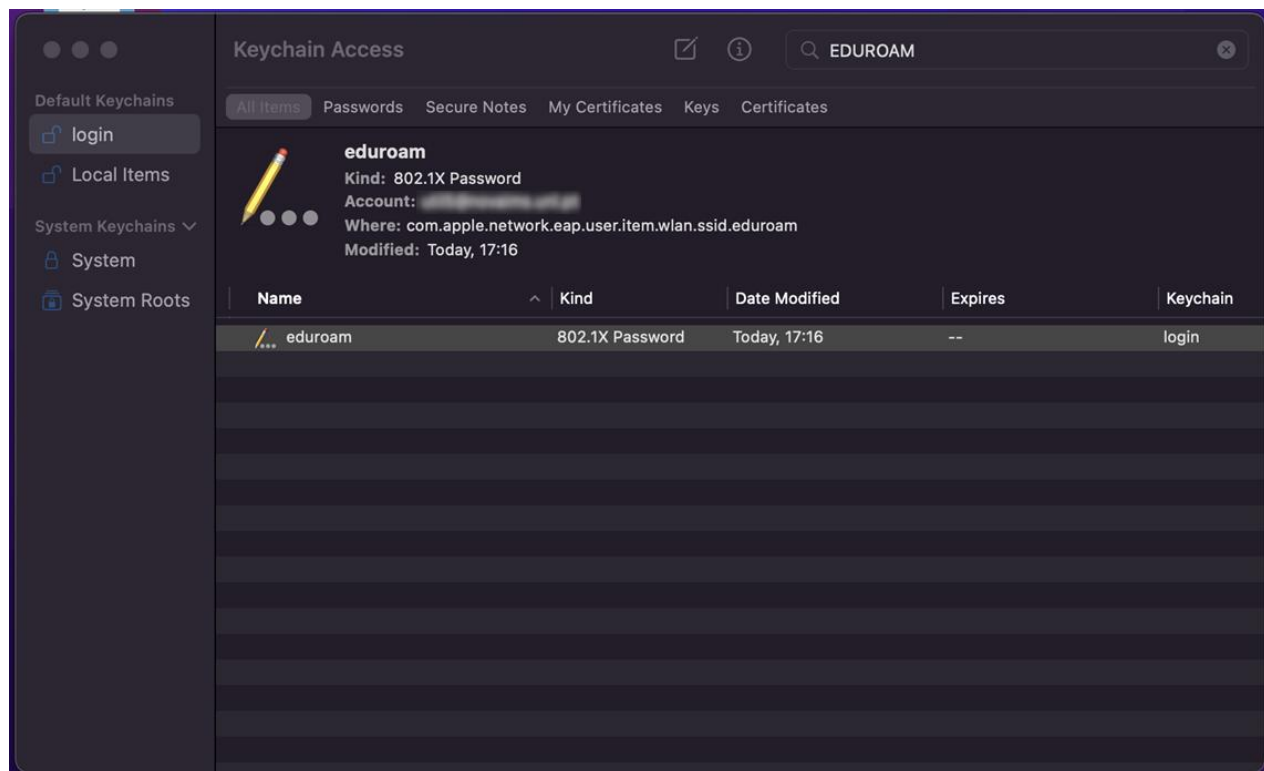 Keychain Access
EDUROAM
Default Keychains
login
Local Items
System Keychains
System
System Roots
All Items Passwords Secure Notes My Certificates Keys Certificates
eduroam
Kind: 802.1X Password
Account:
Where: com.apple.network.eap.user.item.wlan.ssid.eduroam
Modified: Today, 17:16
Name Kind Date Modified Expires Keychain
eduroam 802.1X Password Today, 17:16 -- login